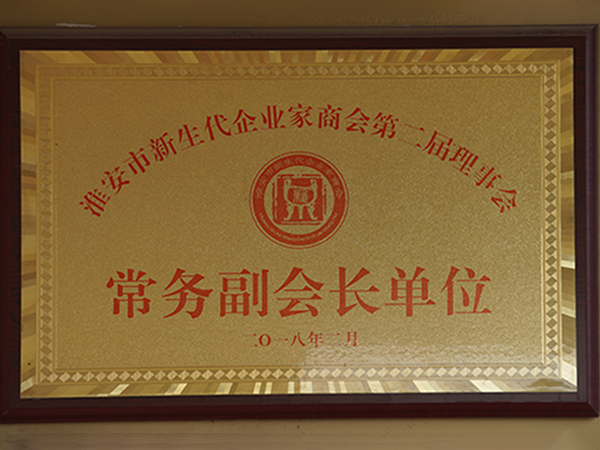 淮安市新生代企业家商会第二届理事会
常务副会长单位
二〇一八年二月